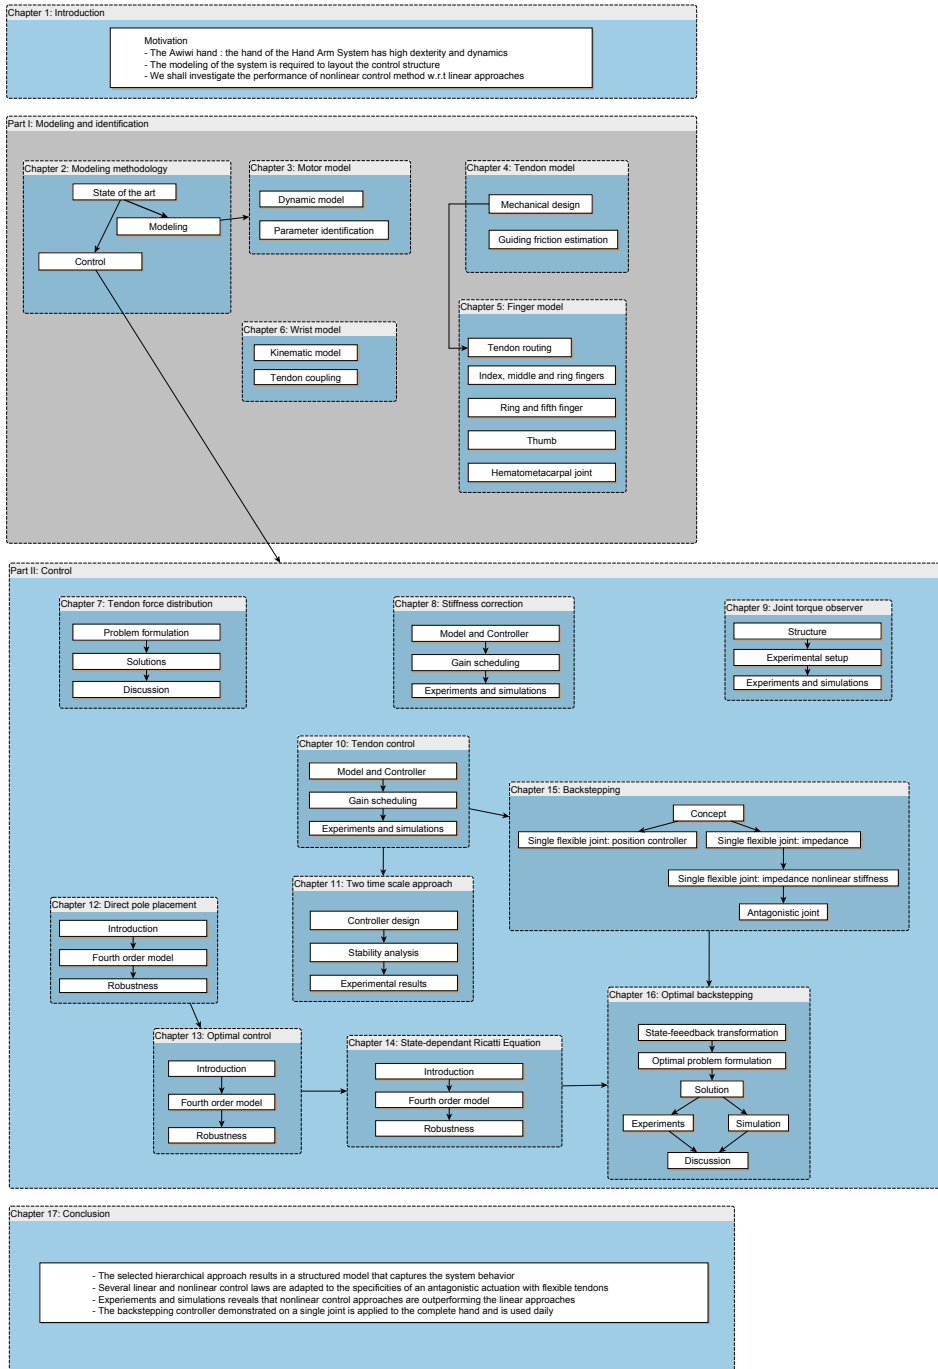 Chapter 1: Introduction
Motivation
- The Awiwi hand : the hand of the Hand Arm System has high dexterity and dynamics
- The modeling of the system is required to layout the control structure
- We shall investigate the performance of nonlinear control method w.r.t linear approaches
Part I: Modeling and identification
Chapter 2: Modeling methodology
State of the art
Modeling
Control
Chapter 3: Motor model
Dynamic model
Parameter identification
Chapter 4: Tendon model
Mechanical design
Guiding friction estimation
Chapter 6: Wrist model
Kinematic model
Tendon coupling
Chapter 5: Finger model
Tendon routing
Index, middle and ring fingers
Ring and fifth finger
Thumb
Hematometacarpal joint
Part II: Control
Chapter 7: Tendon force distribution
Problem formulation
Solutions
Discussion
Chapter 8: Stiffness correction
Model and Controller
Gain scheduling
Experiments and simulations
Chapter 9: Joint torque observer
Structure
Experimental setup
Experiments and simulations
Chapter 10: Tendon control
Model and Controller
Gain scheduling
Experiments and simulations
Chapter 15: Backstepping
Concept
Single flexible joint: position controller
Single flexible joint: impedance
Single flexible joint: impedance nonlinear stiffness
Antagonistic joint
Chapter 11: Two time scale approach
Controller design
Stability analysis
Experimental results
Chapter 12: Direct pole placement
Introduction
Fourth order model
Robustness
Chapter 13: Optimal control
Introduction
Fourth order model
Robustness
Chapter 14: State-dependant Ricatti Equation
Introduction
Fourth order model
Robustness
Chapter 16: Optimal backstepping
State-feeedback transformation
Optimal problem formulation
Solution
Experiments
Simulation
Discussion
Chapter 17: Conclusion
- The selected hierarchical approach results in a structured model that captures the system behavior
- Several linear and nonlinear control laws are adapted to the specificities of an antagonistic actuation with flexible tendons
- Experiements and simulations reveals that nonlinear control approaches are outperforming the linear approaches
- The backstepping controller demonstrated on a single joint is applied to the complete hand and is used daily